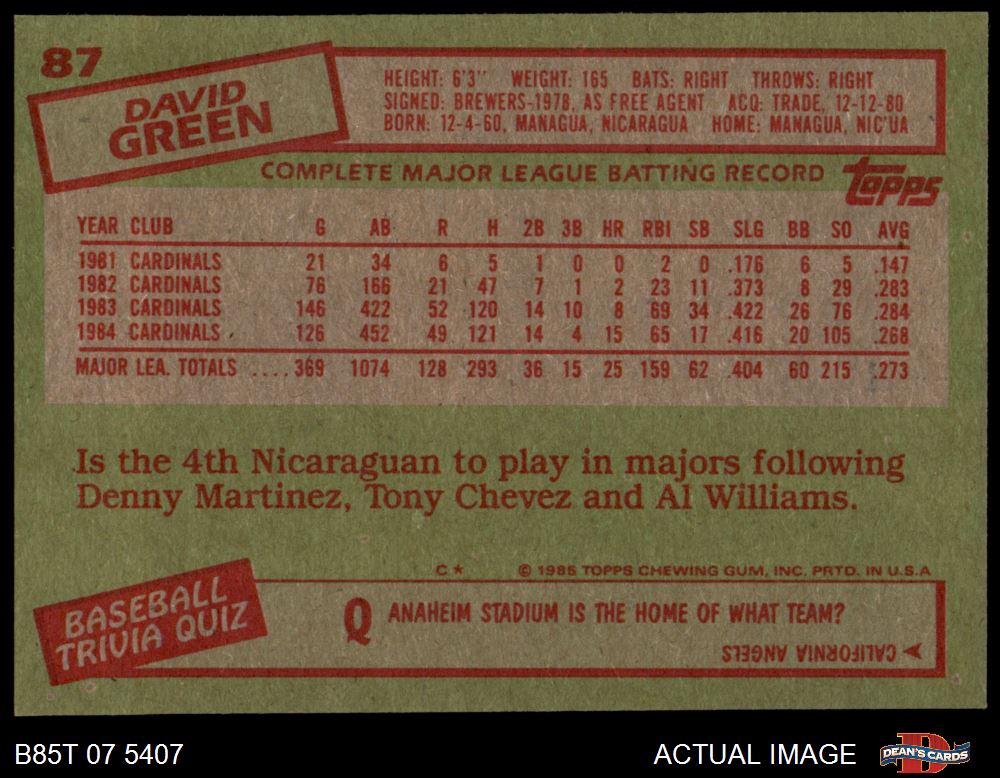 87
DAVID
GREEN
HEIGHT: 6'3" WEIGHT: 165 BATS: RIGHT THROWS: RIGHT
SIGNED: BREWERS-1978, AS FREE AGENT ACQ: TRADE, 12-12-80
BORN: 12-4-60, MANAGUA, NICARAGUA HOME: MANAGUA, NIC'UA
COMPLETE MAJOR LEAGUE BATTING RECORD
topps
YEAR CLUB G AB R H 2B 3B HR RBI SB SLG BB SO AVG
1981 CARDINALS 21 34 6 5 1 0 0 2 0 .176 6 5 .147
1982 CARDINALS 76 166 21 47 7 1 2 23 11 .373 8 29 .283
1983 CARDINALS 146 422 52 120 14 10 8 69 34 .422 26 76 .284
1984 CARDINALS 126 452 49 121 14 4 15 65 17 .416 20 105 .268
MAJOR LEA. TOTALS ....369 1074 128 293 36 15 25 159 62 .404 60 215 .273
Is the 4th Nicaraguan to play in majors following
Denny Martinez, Tony Chevez and Al Williams.
C* © 1985 TOPPS CHEWING GUM, INC. PRTD. IN U.S.A
BASEBALL
TRIVIA QUIZ
Q ANAHEIM STADIUM IS THE HOME OF WHAT TEAM?
CALIFORNIA ANGELS
B85T 07 5407
ACTUAL IMAGE
DEAN'S CARDS